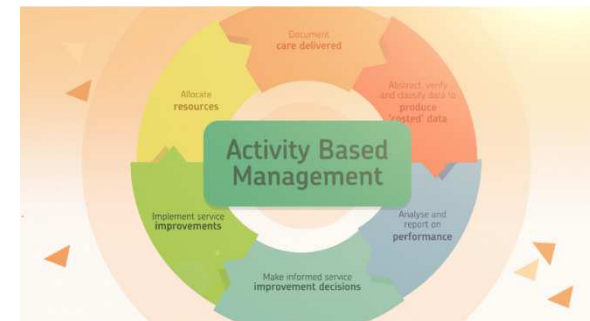 Document
care delivered
Abstract, verify
and classify data to
produce
'costed' data
Analyse and
report on
performance
Make informed service
improvement decisions
Implement service
improvements
Allocate
resources
Activity Based
Management